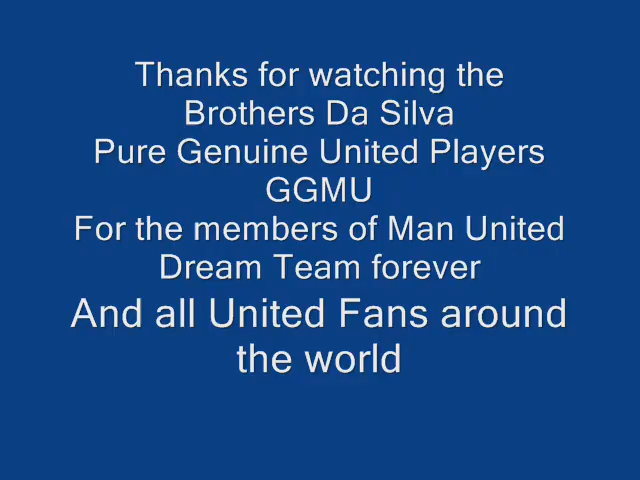 Thanks for watching the
Brothers Da Silva
Pure Genuine United Players
GGMU
For the members of Man United
Dream Team forever
And all United Fans around
the world